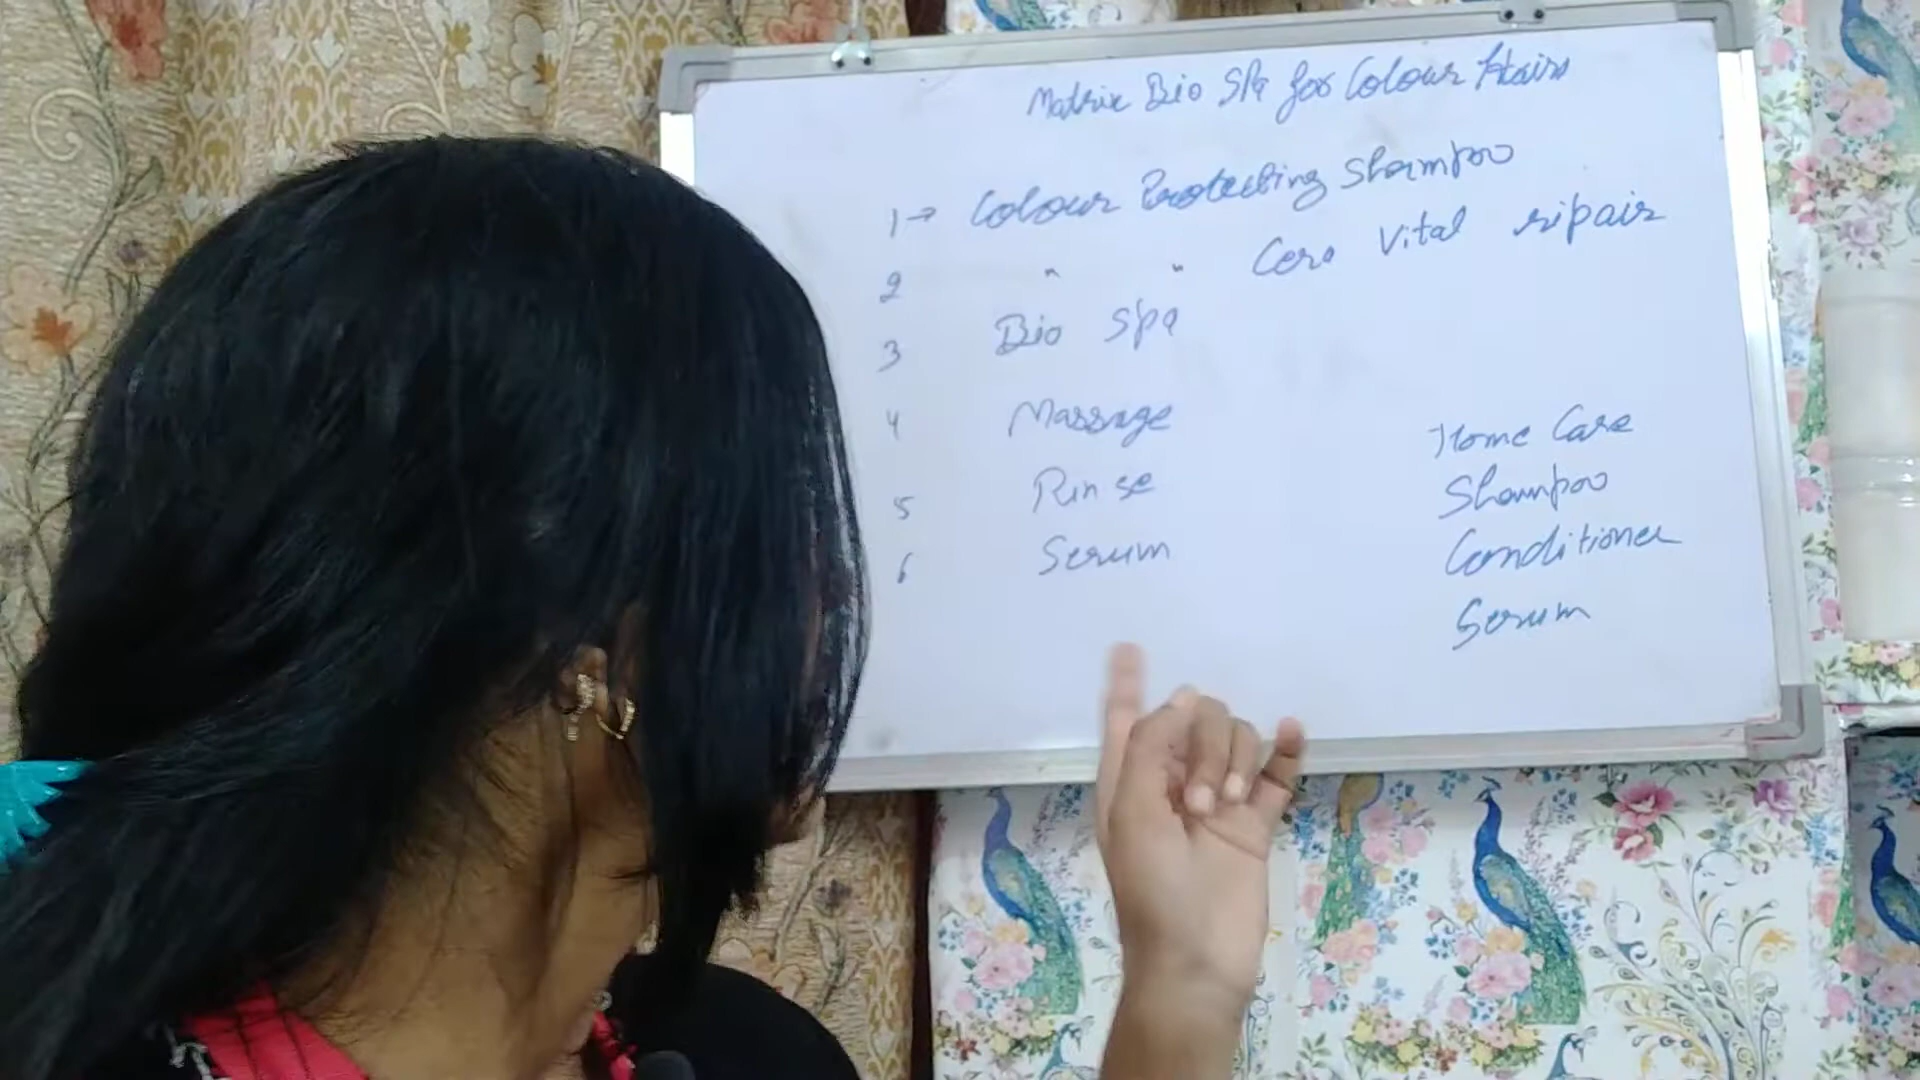 Matrix Bio Spa for Colour Hairs
1→ Colour Protecting Shampoo
2 " " Cera Vital ripair
3 Bio Spa
4 Massage
5 Rinse
6 Serum
Home Care
Shampoo
Conditioner
Serum